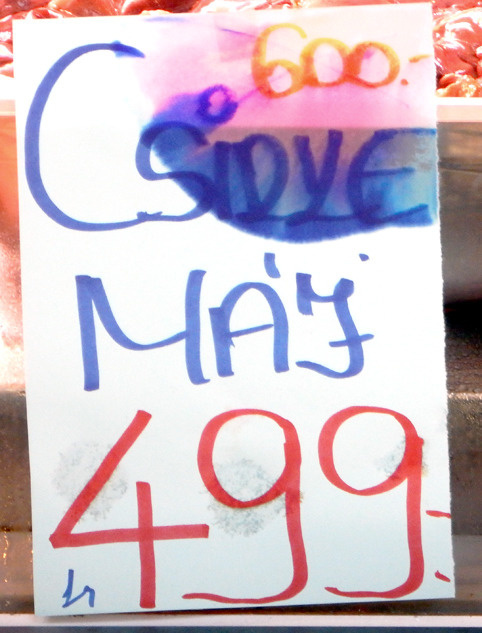 600.-
CSIRKE
MÁJ
499.-